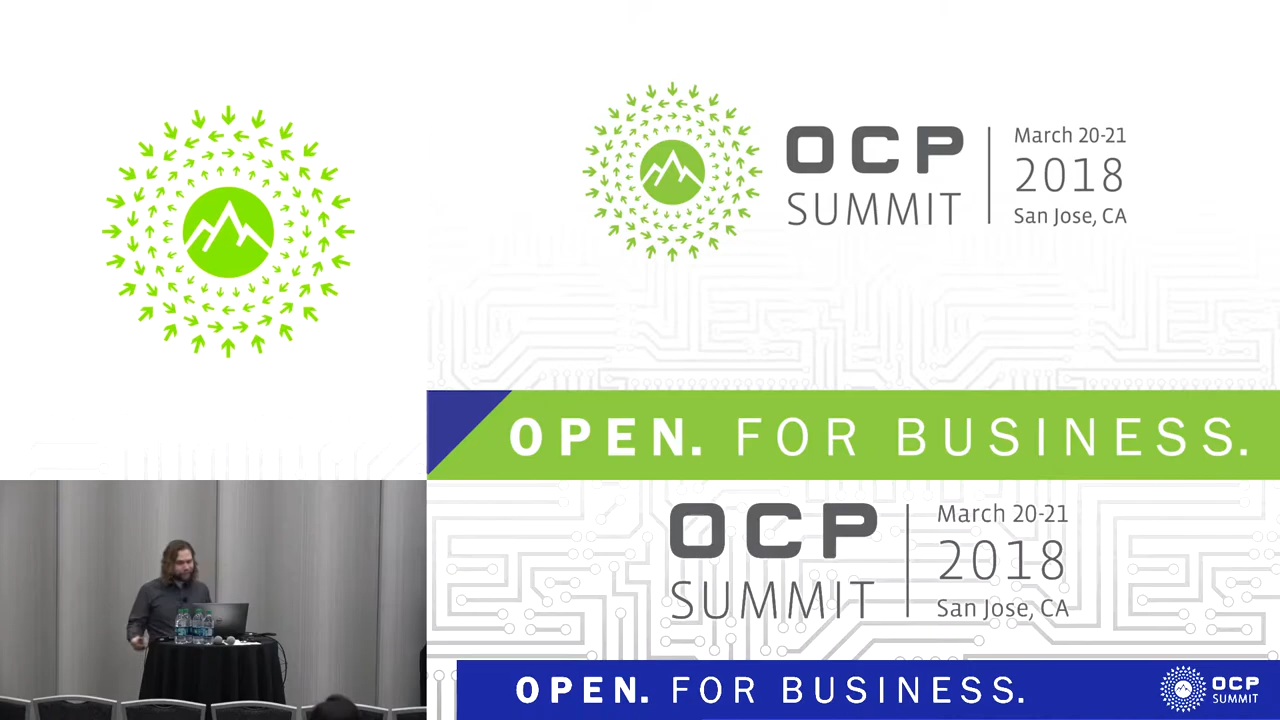 OCP
SUMMIT
March 20-21
2018
San Jose, CA
OPEN. FOR BUSINESS.
OCP
SUMMIT
March 20-21
2018
San Jose, CA
OPEN. FOR BUSINESS.
OCP
SUMMIT